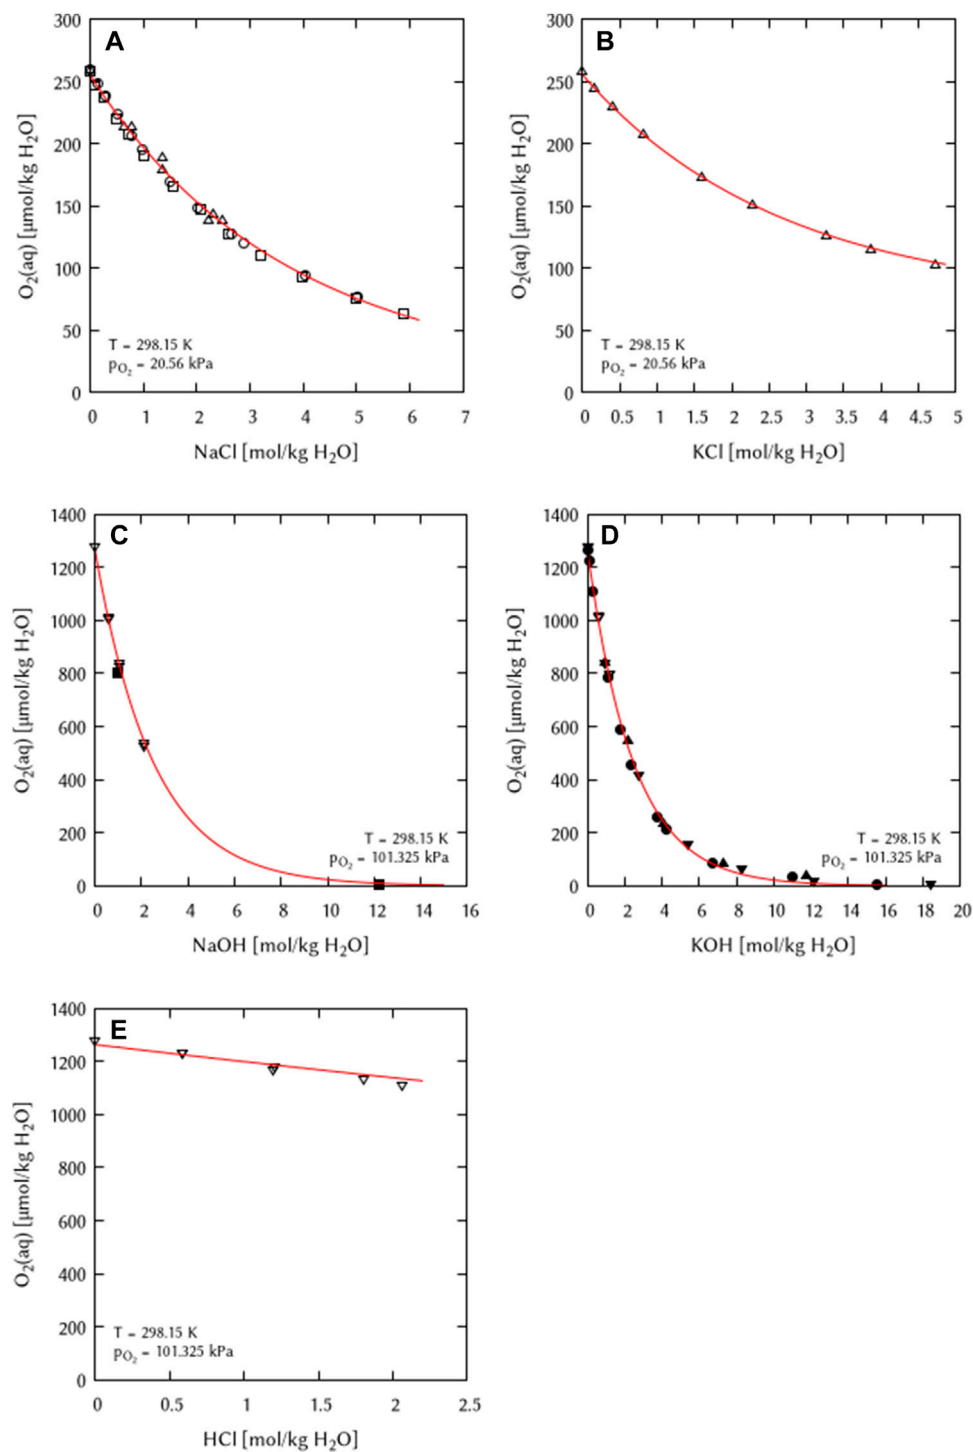 A
O₂(aq) [µmol/kg H₂O]
300
250
200
150
100
50
0
T = 298.15 K
pO₂ = 20.56 kPa
0 1 2 3 4 5 6 7
NaCl [mol/kg H₂O]
B
O₂(aq) [µmol/kg H₂O]
300
250
200
150
100
50
0
T = 298.15 K
pO₂ = 20.56 kPa
0 0.5 1 1.5 2 2.5 3 3.5 4 4.5 5
KCl [mol/kg H₂O]
C
O₂(aq) [µmol/kg H₂O]
1400
1200
1000
800
600
400
200
0
T = 298.15 K
pO₂ = 101.325 kPa
0 2 4 6 8 10 12 14 16
NaOH [mol/kg H₂O]
D
O₂(aq) [µmol/kg H₂O]
1400
1200
1000
800
600
400
200
0
T = 298.15 K
pO₂ = 101.325 kPa
0 2 4 6 8 10 12 14 16 18 20
KOH [mol/kg H₂O]
E
O₂(aq) [µmol/kg H₂O]
1400
1200
1000
800
600
400
200
0
T = 298.15 K
pO₂ = 101.325 kPa
0 0.5 1 1.5 2 2.5
HCl [mol/kg H₂O]